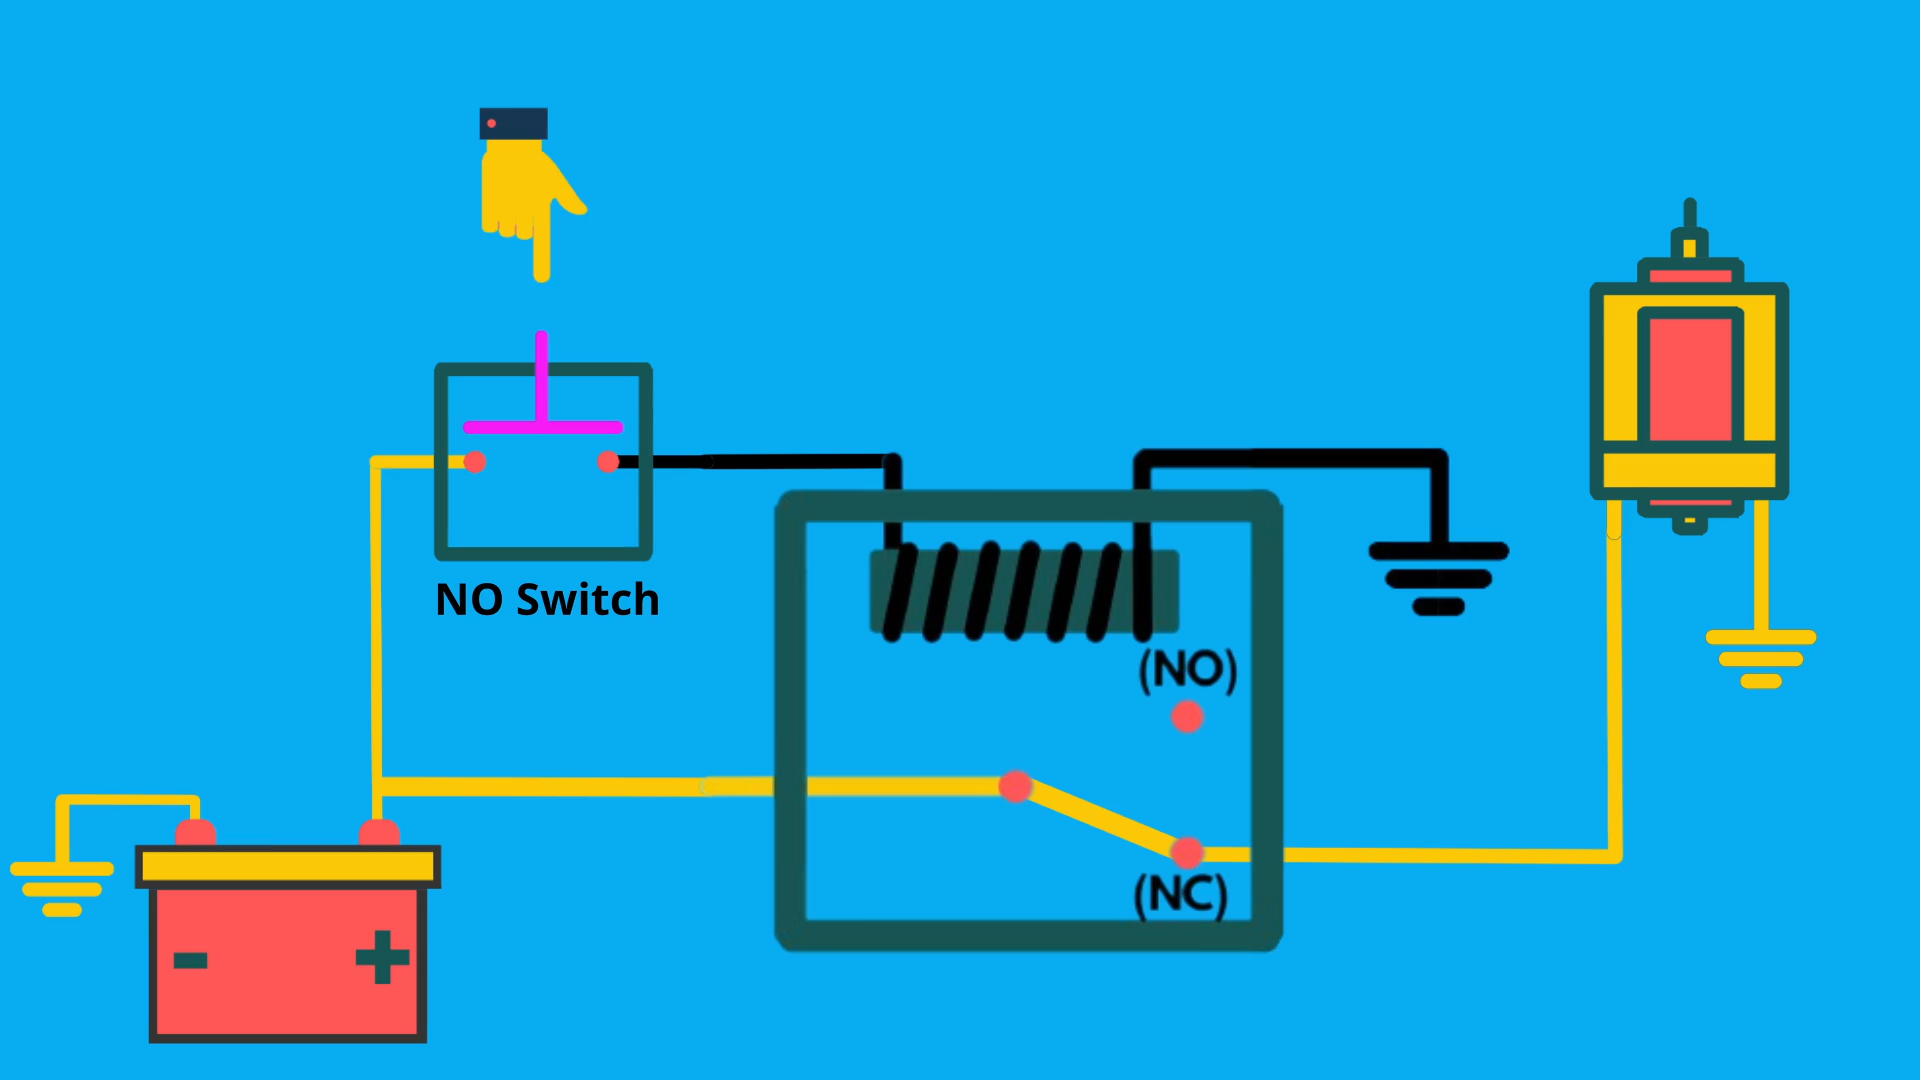 NO Switch
(NO)
(NC)
-
+